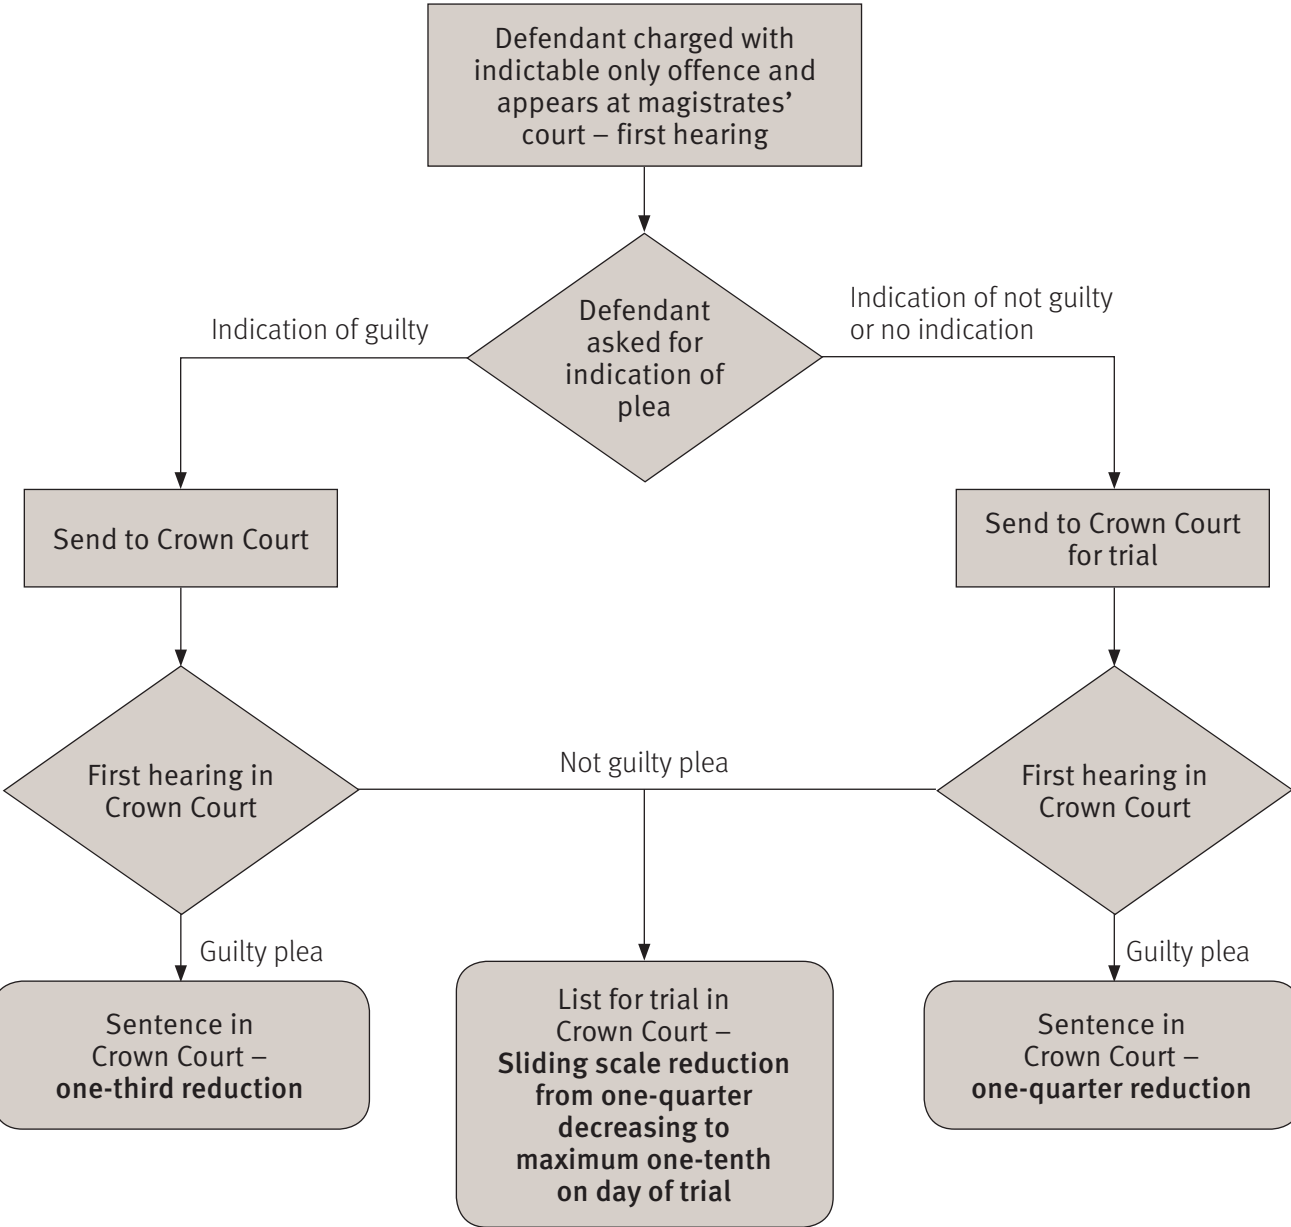 Defendant charged with
indictable only offence and
appears at magistrates’
court – first hearing
Defendant
asked for
indication of
plea
Indication of guilty
Indication of not guilty
or no indication
Send to Crown Court
Send to Crown Court
for trial
First hearing in
Crown Court
Not guilty plea
First hearing in
Crown Court
Guilty plea
Guilty plea
Sentence in
Crown Court –
one-third reduction
List for trial in
Crown Court –
Sliding scale reduction
from one-quarter
decreasing to
maximum one-tenth
on day of trial
Sentence in
Crown Court –
one-quarter reduction